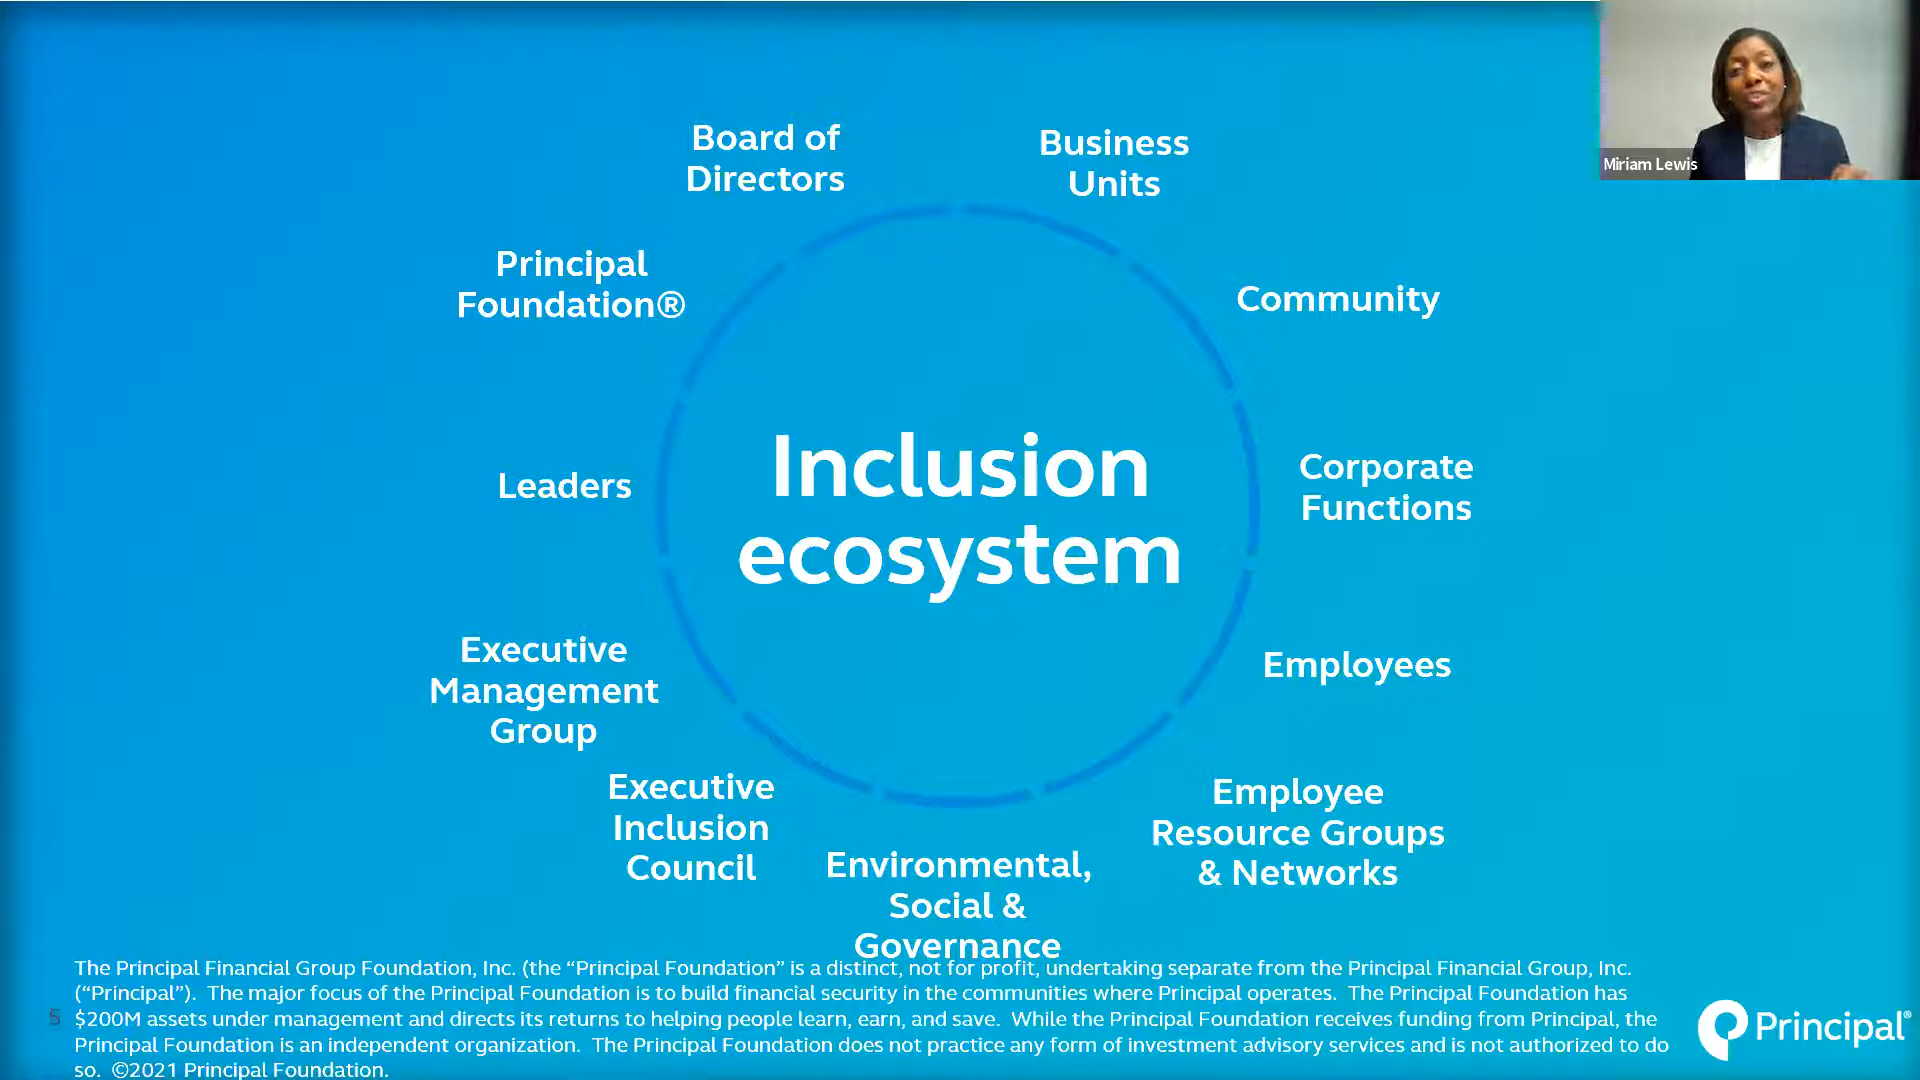 Miriam Lewis
Board of
Directors
Business
Units
Principal
Foundation®
Community
Leaders
Inclusion
ecosystem
Corporate
Functions
Executive
Management
Group
Employees
Executive
Inclusion
Council
Employee
Resource Groups
& Networks
Environmental,
Social &
Governance
The Principal Financial Group Foundation, Inc. (the “Principal Foundation” is a distinct, not for profit, undertaking separate from the Principal Financial Group, Inc.
(“Principal”).  The major focus of the Principal Foundation is to build financial security in the communities where Principal operates.  The Principal Foundation has
$200M assets under management and directs its returns to helping people learn, earn, and save.  While the Principal Foundation receives funding from Principal, the
Principal Foundation is an independent organization.  The Principal Foundation does not practice any form of investment advisory services and is not authorized to do
so.  ©2021 Principal Foundation.
5
Principal®